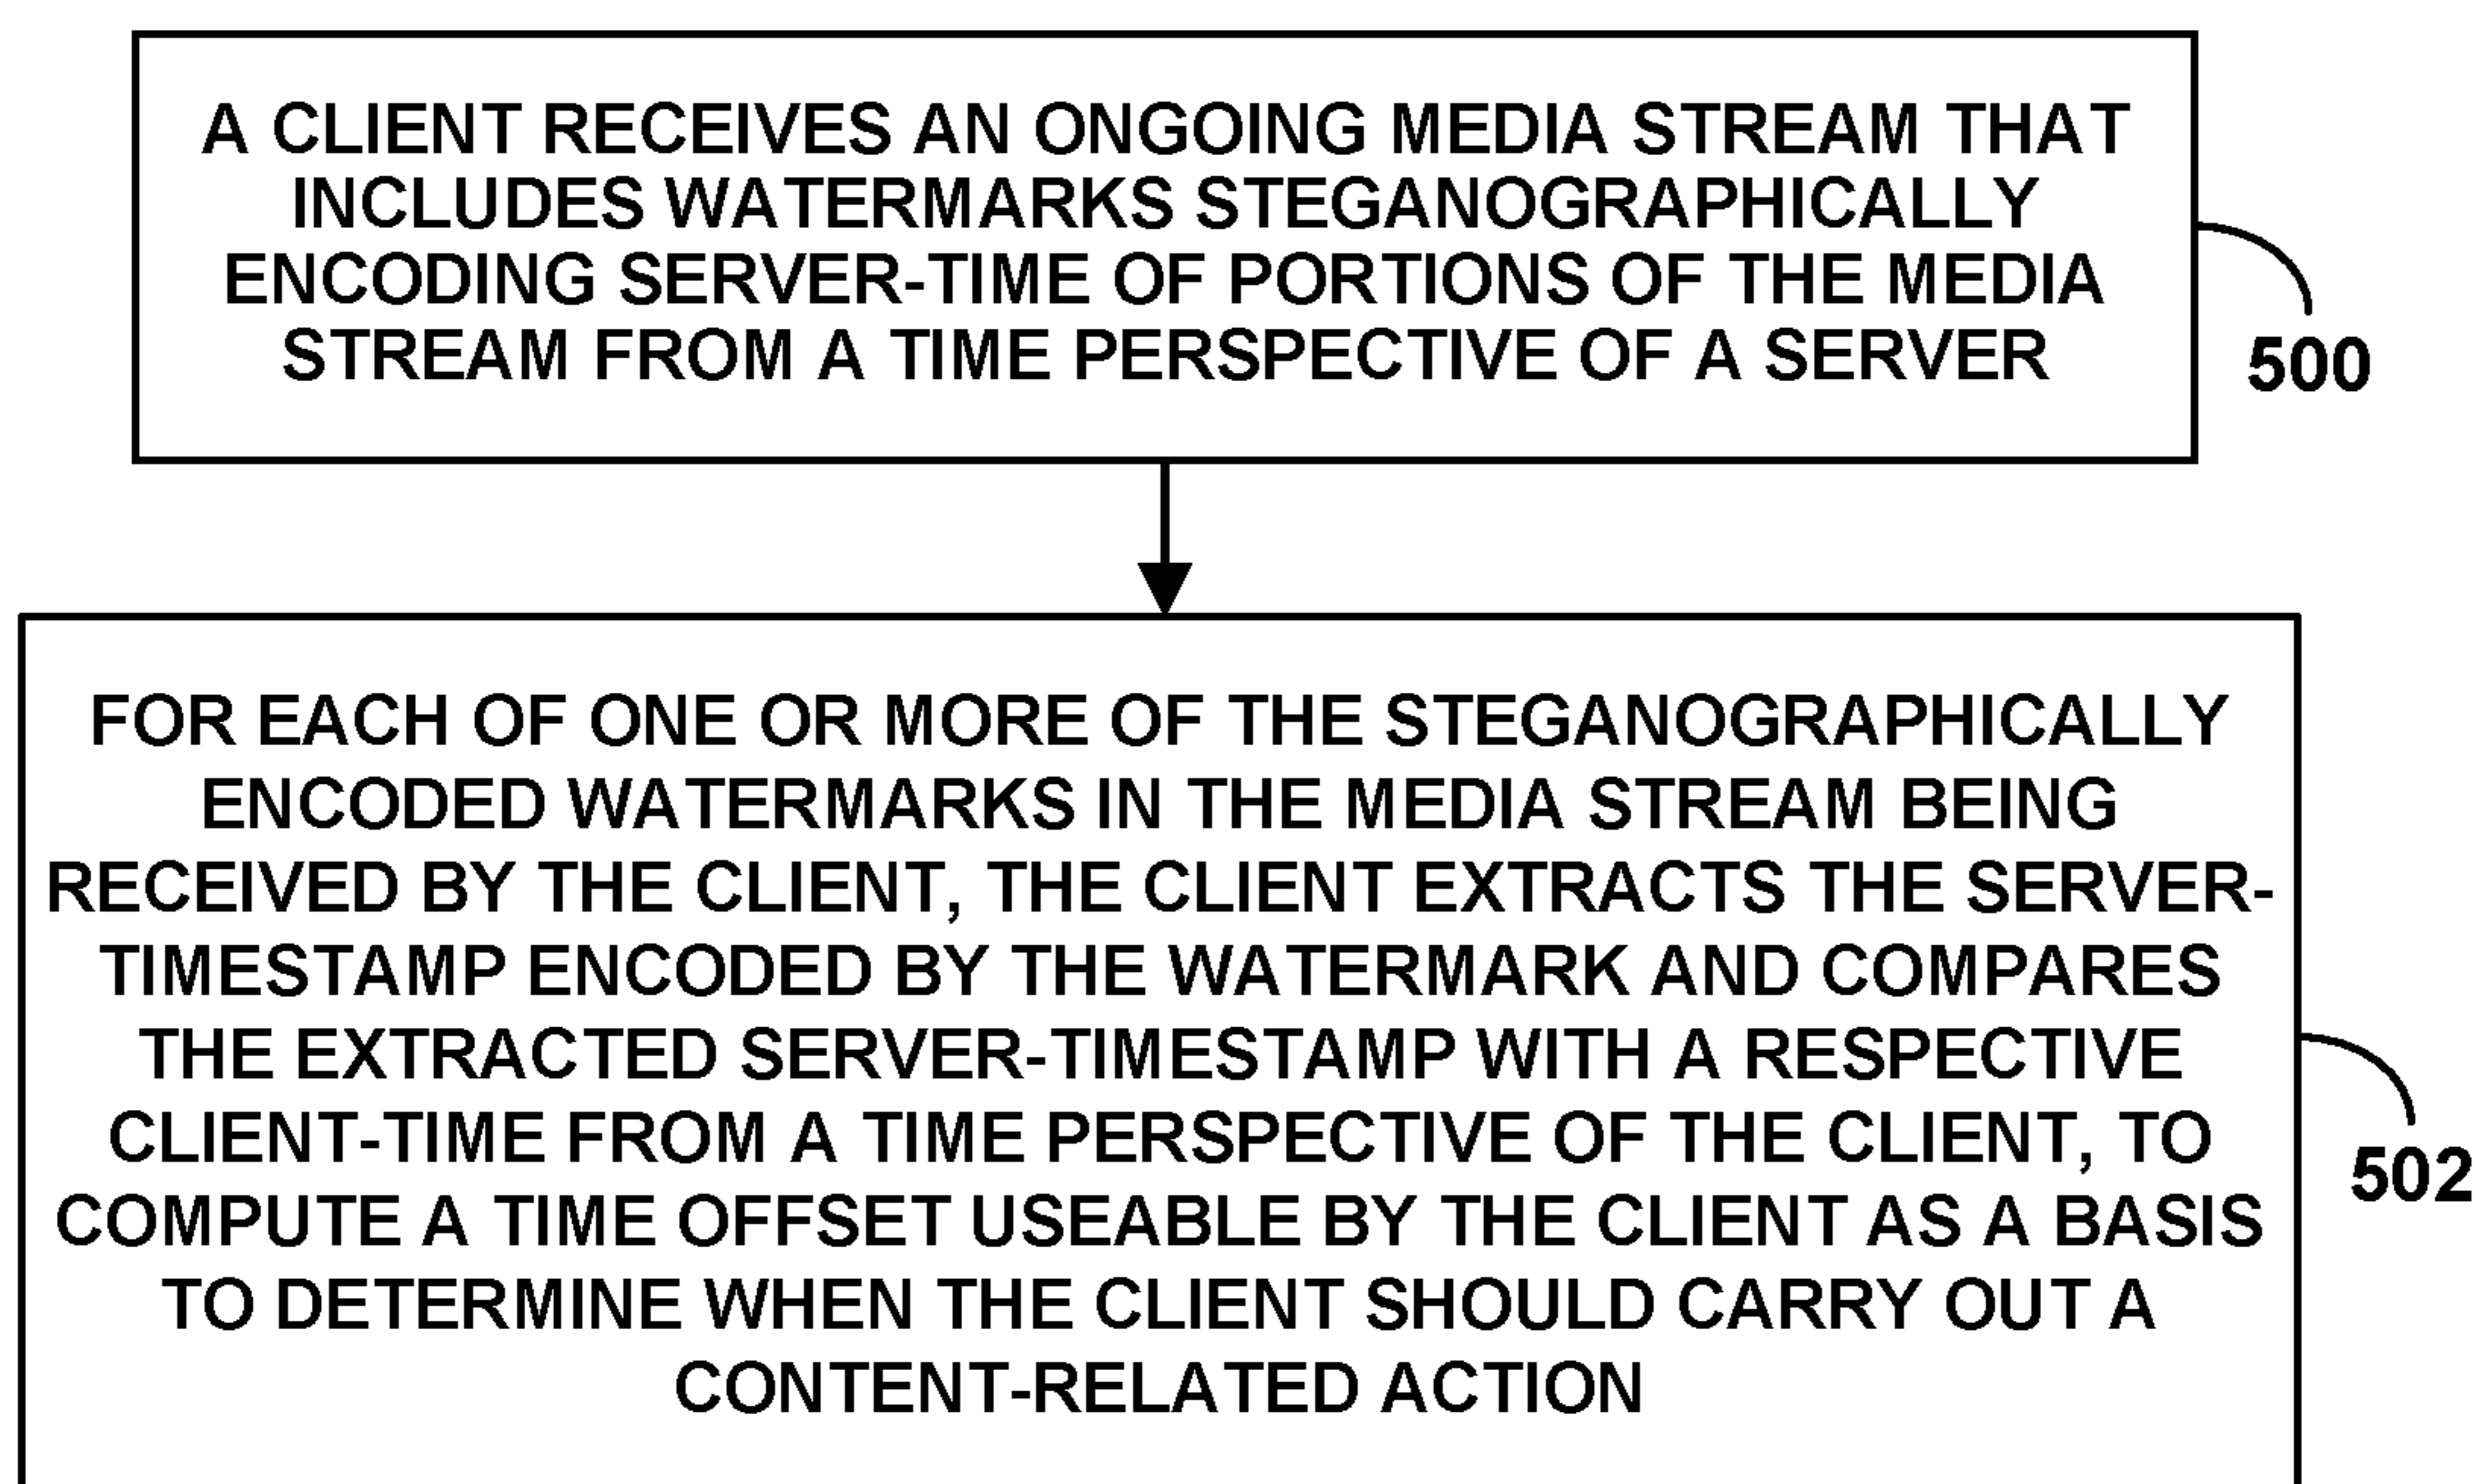 A CLIENT RECEIVES AN ONGOING MEDIA STREAM THAT
INCLUDES WATERMARKS STEGANOGRAPHICALLY
ENCODING SERVER-TIME OF PORTIONS OF THE MEDIA
STREAM FROM A TIME PERSPECTIVE OF A SERVER
500
FOR EACH OF ONE OR MORE OF THE STEGANOGRAPHICALLY
ENCODED WATERMARKS IN THE MEDIA STREAM BEING
RECEIVED BY THE CLIENT, THE CLIENT EXTRACTS THE SERVER-
TIMESTAMP ENCODED BY THE WATERMARK AND COMPARES
THE EXTRACTED SERVER-TIMESTAMP WITH A RESPECTIVE
CLIENT-TIME FROM A TIME PERSPECTIVE OF THE CLIENT, TO
COMPUTE A TIME OFFSET USEABLE BY THE CLIENT AS A BASIS
TO DETERMINE WHEN THE CLIENT SHOULD CARRY OUT A
CONTENT-RELATED ACTION
502